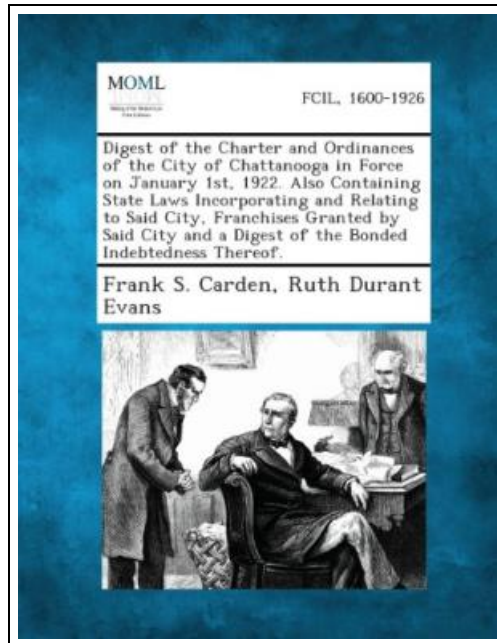 MOML
FCIL, 1600-1926
Digest of the Charter and Ordinances
of the City of Chattanooga in Force
on January 1st, 1922. Also Containing
State Laws Incorporating and Relating
to Said City, Franchises Granted by
Said City and a Digest of the Bonded
Indebtedness Thereof.
Frank S. Carden, Ruth Durant
Evans